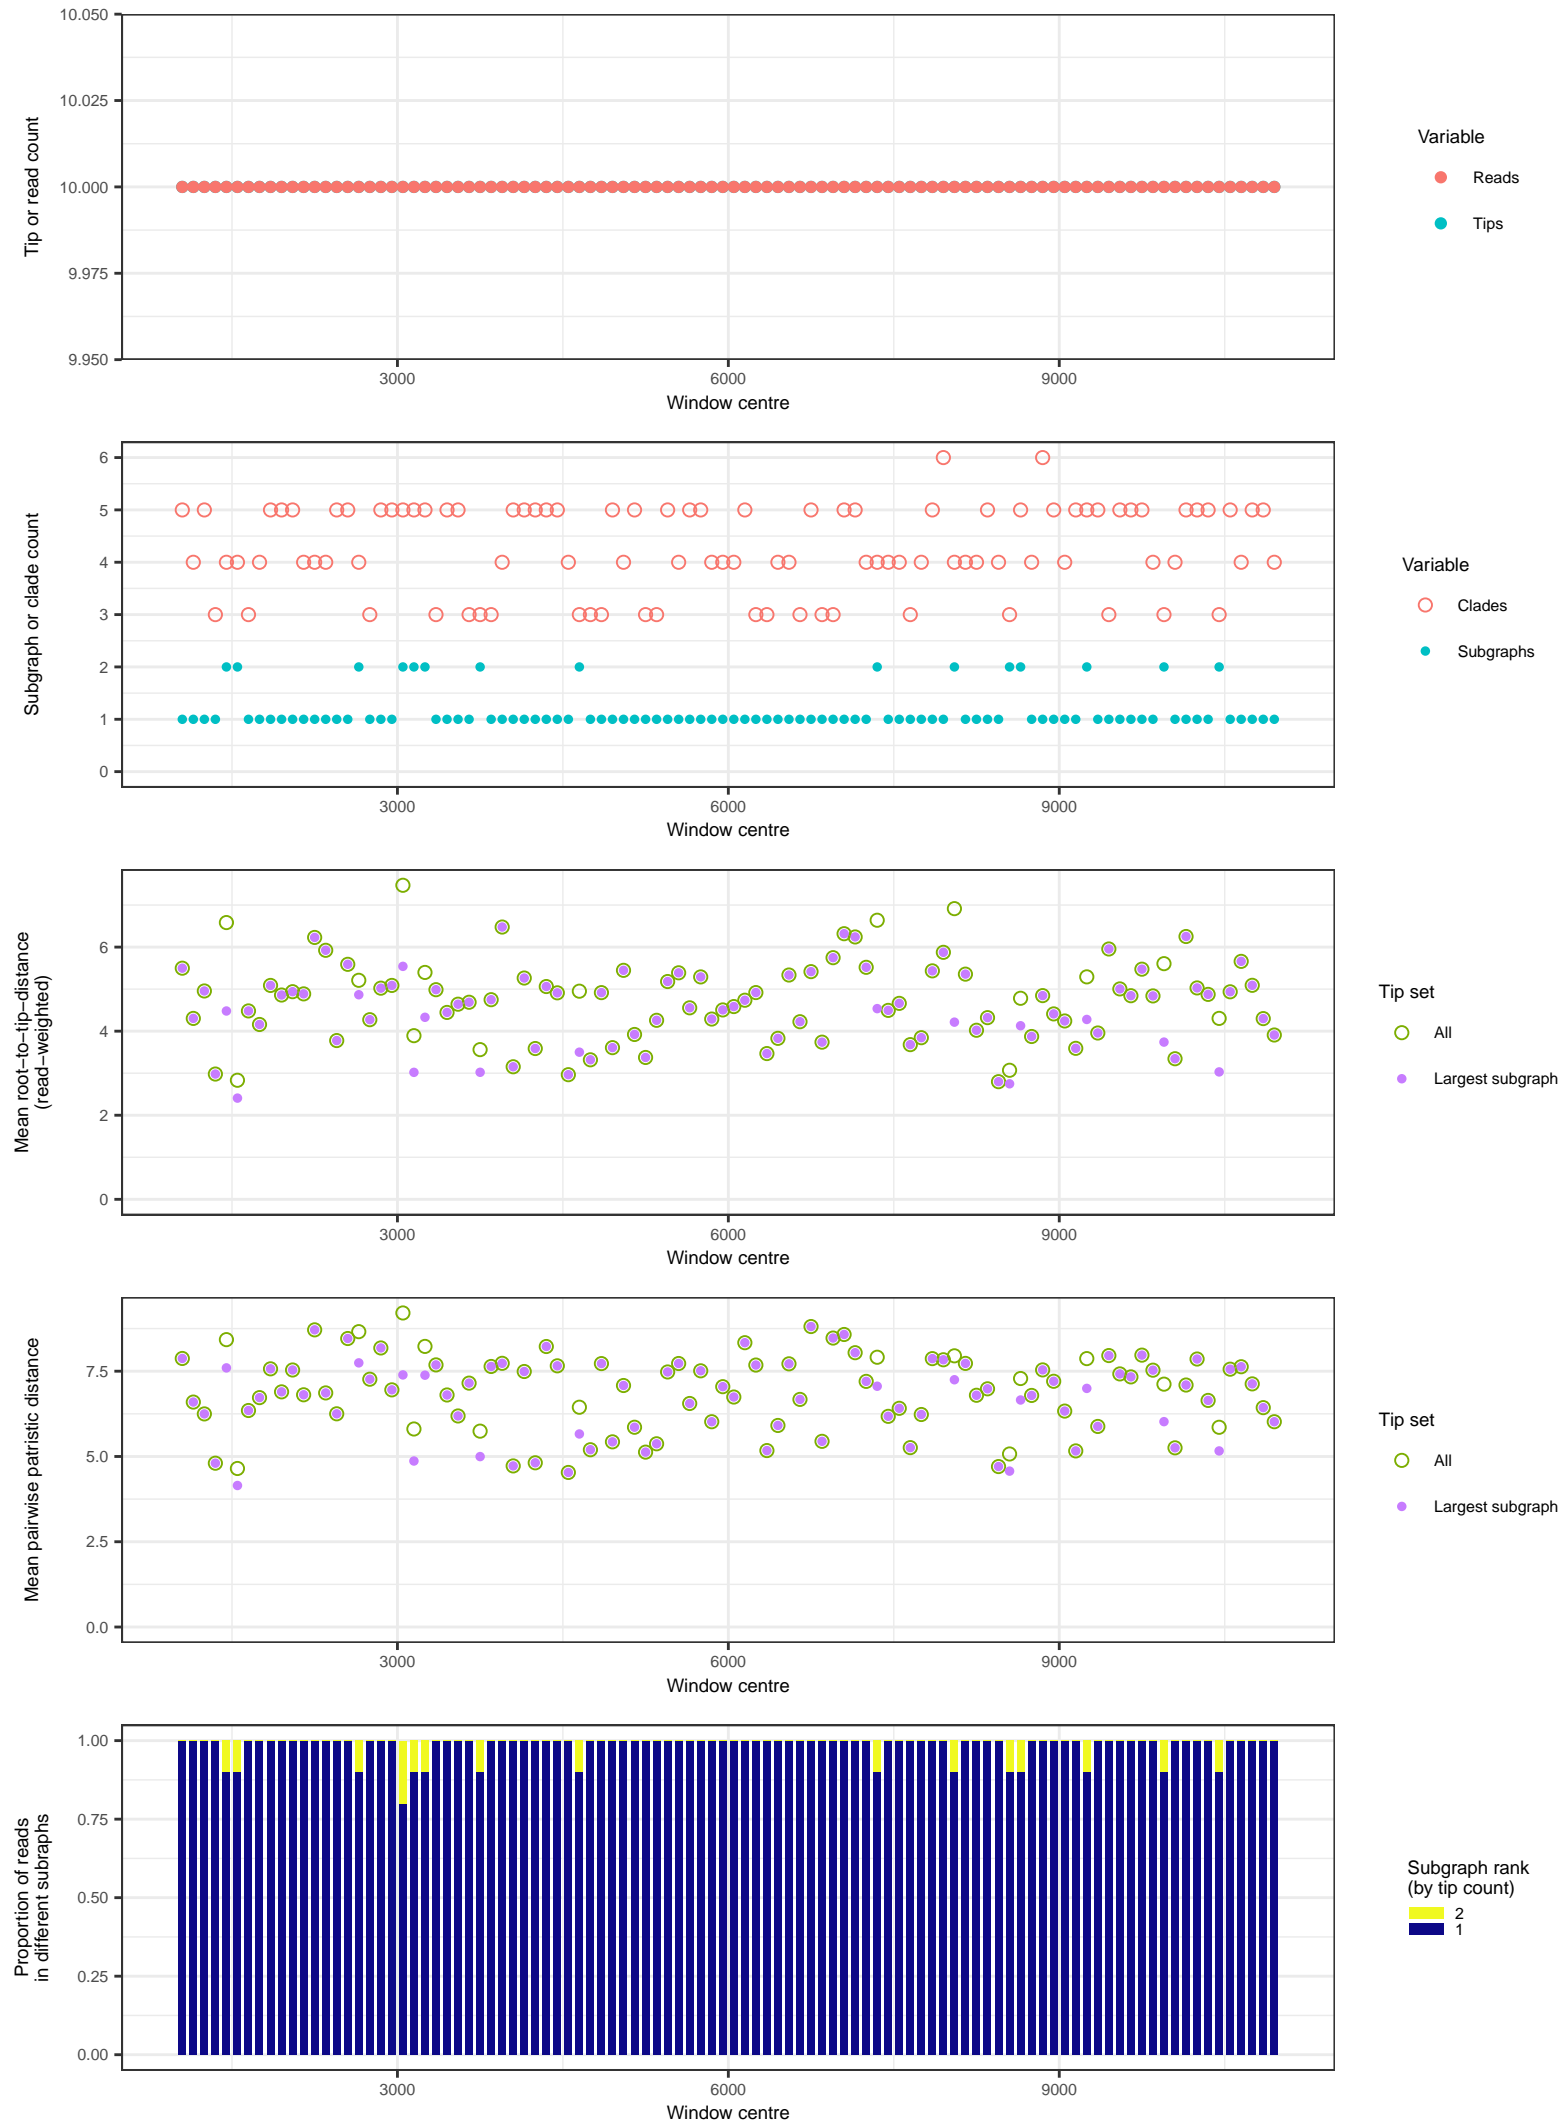 10.050
10.025
10.000
9.975
9.950
Tip or read count
3000
6000
9000
Window centre
Variable
Reads
Tips
6
5
4
3
2
1
0
Subgraph or clade count
3000
6000
9000
Window centre
Variable
Clades
Subgraphs
6
4
2
0
Mean root−to−tip−distance
(read−weighted)
3000
6000
9000
Window centre
Tip set
All
Largest subgraph
7.5
5.0
2.5
0.0
Mean pairwise patristic distance
3000
6000
9000
Window centre
Tip set
All
Largest subgraph
1.00
0.75
0.50
0.25
0.00
Proportion of reads
in different subraphs
3000
6000
9000
Window centre
Subgraph rank
(by tip count)
2
1